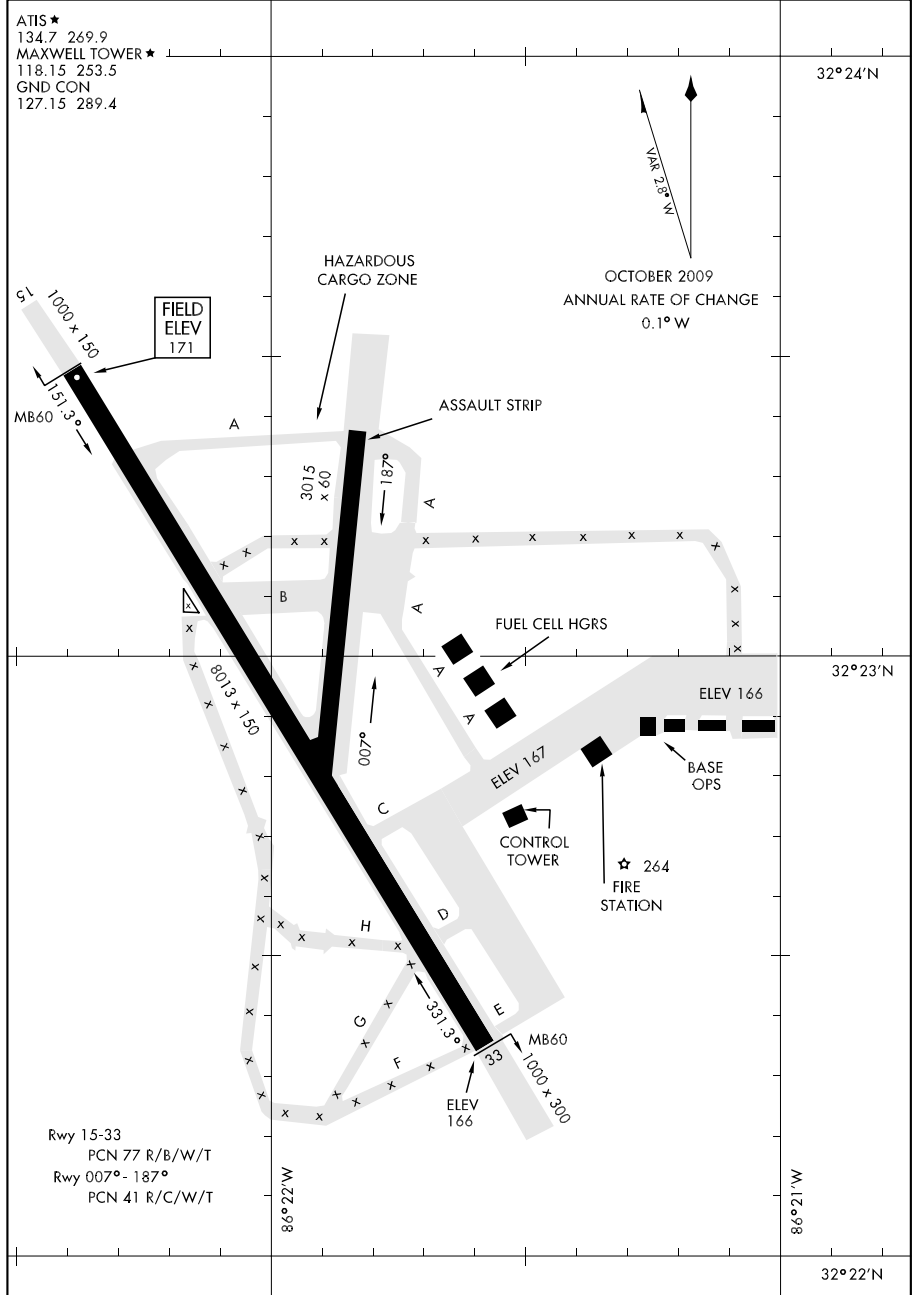 ATIS ★
134.7 269.9
MAXWELL TOWER ★
118.15 253.5
GND CON
127.15 289.4
32°24'N
VAR 2.8° W
OCTOBER 2009
ANNUAL RATE OF CHANGE
0.1° W
HAZARDOUS
CARGO ZONE
15
1000 x 150
FIELD
ELEV
171
MB60
151.3°
A
ASSAULT STRIP
3015
x 60
187°
A
B
A
FUEL CELL HGRS
A
A
32°23'N
8013 x 150
007°
ELEV 166
ELEV 167
BASE
OPS
C
CONTROL
TOWER
264
FIRE
STATION
D
H
331.3°
E
G
F
33
MB60
1000 x 300
ELEV
166
Rwy 15-33
PCN 77 R/B/W/T
Rwy 007°- 187°
PCN 41 R/C/W/T
86°22'W
86°21'W
32°22'N